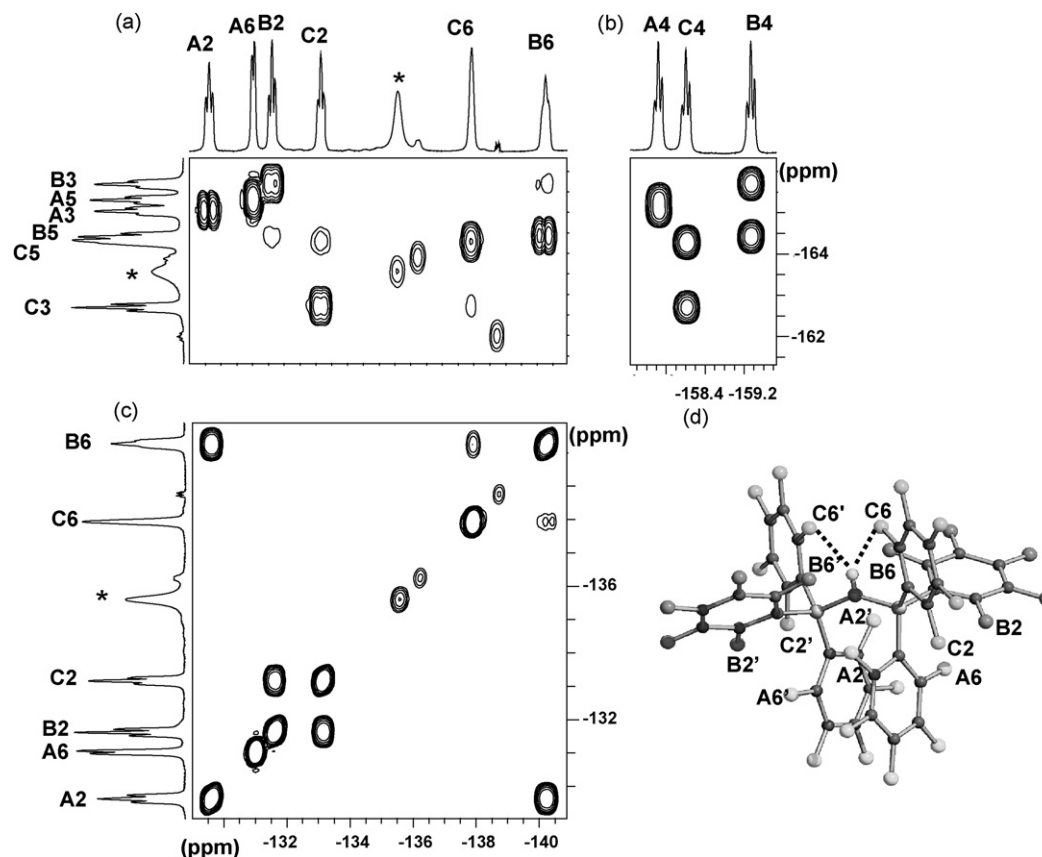 (a)
A2 A6 B2 C2 * C6 B6
B3
A5
A3
B5
C5
*
C3
(b)
A4 C4 B4
(ppm)
-164
-162
-158.4 -159.2
(c)
B6
C6
*
C2
B2
A6
A2
(ppm)
-136
-132
(ppm) -132 -134 -136 -138 -140
(d)
C6' C6
B6' B6
A2'
C2' B2
B2' C2
A2 A6
A6'